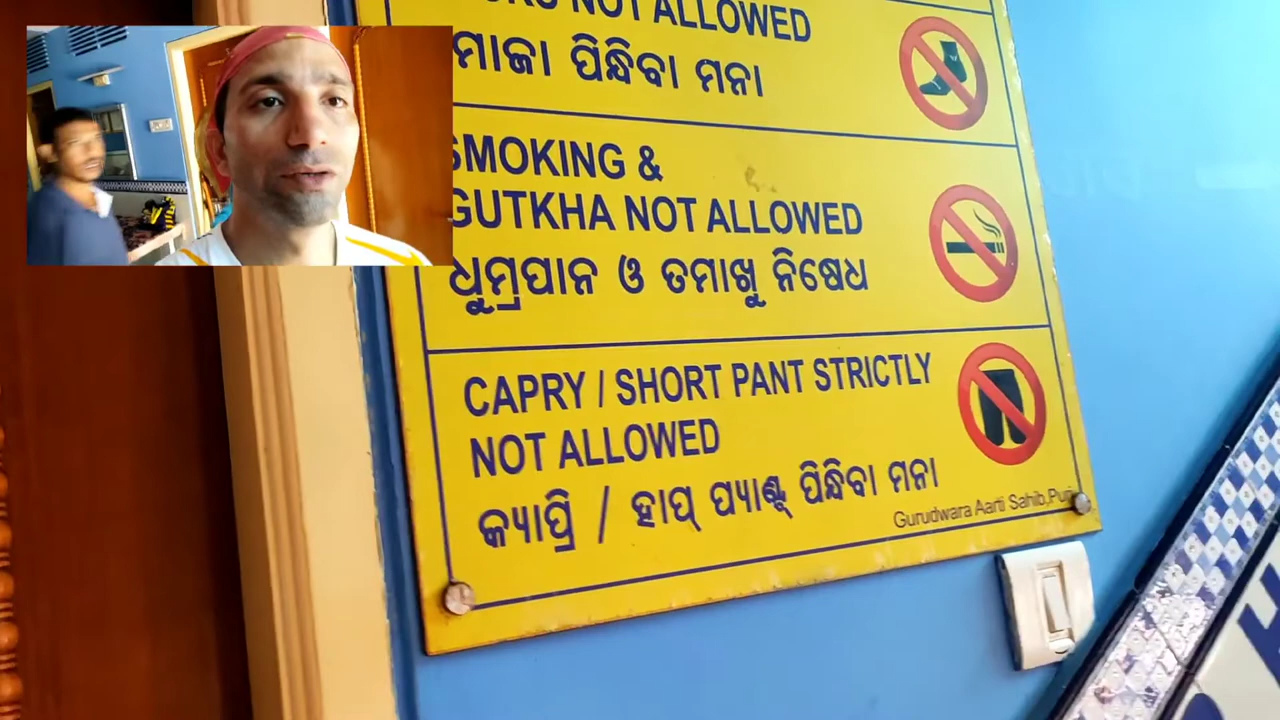 NOT ALLOWED
ମୋଜା ପିନ୍ଧିବା ମନା
SMOKING &
GUTKHA NOT ALLOWED
ଧୁମ୍ରପାନ ଓ ତମାଖୁ ନିଷେଧ
CAPRY / SHORT PANT STRICTLY
NOT ALLOWED
କ୍ୟାପ୍ରି / ହାପ୍ ପ୍ୟାଣ୍ଟ ପିନ୍ଧିବା ମନା
Gurudwara Aarti Sahib,Puri